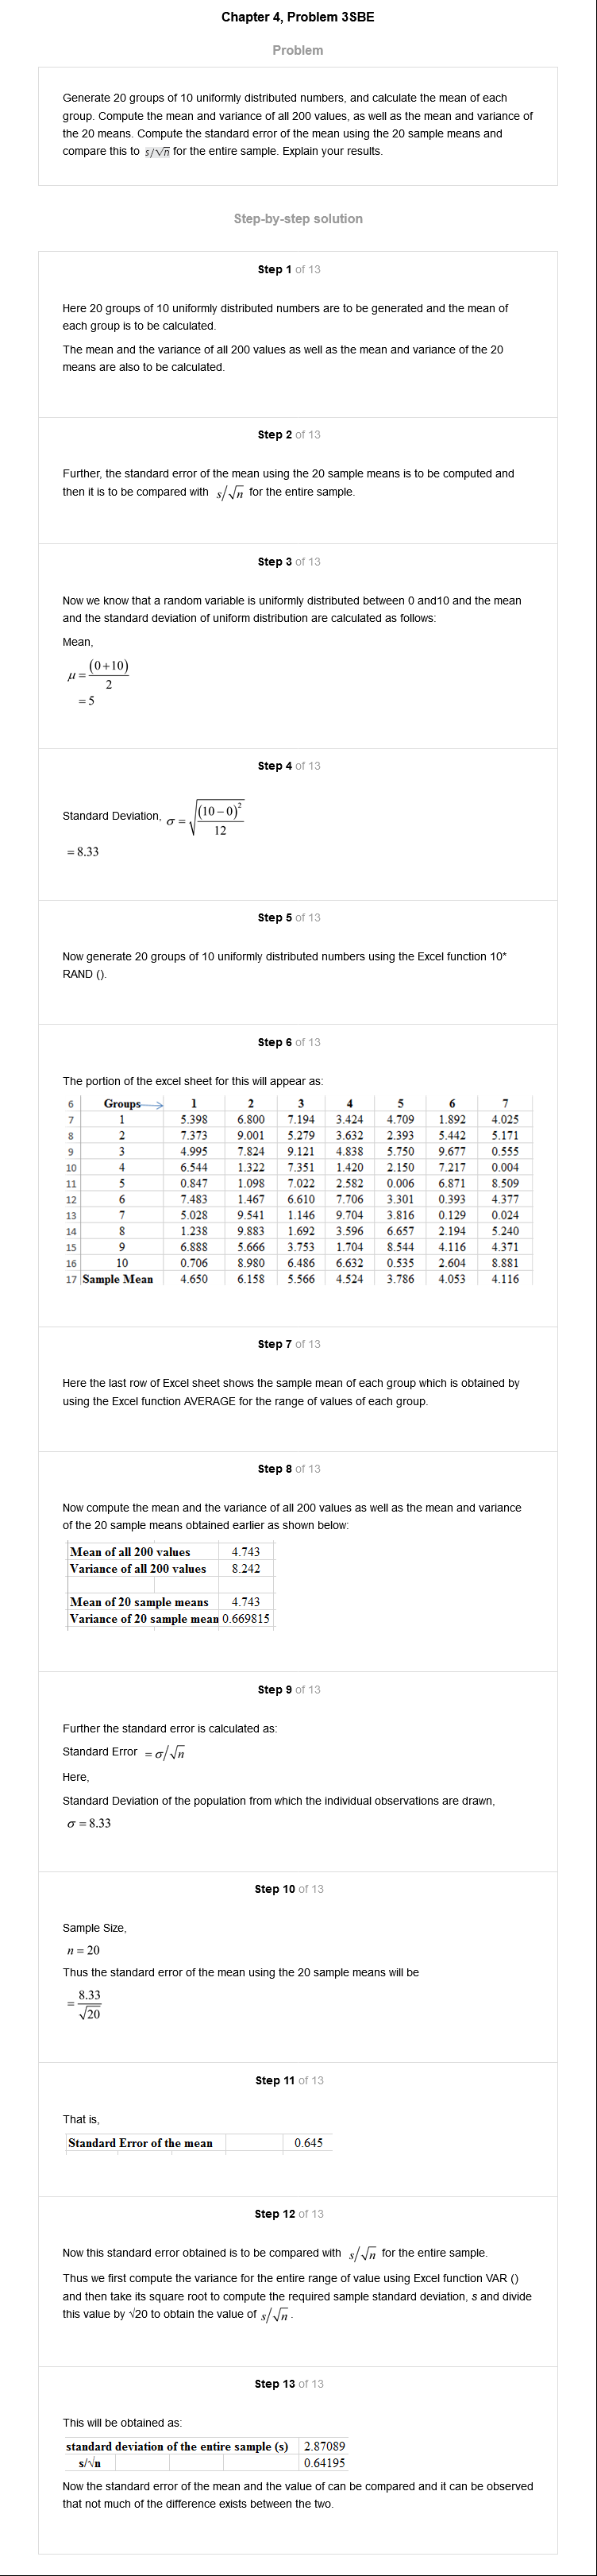 Chapter 4, Problem 3SBE
Problem
Generate 20 groups of 10 uniformly distributed numbers, and calculate the mean of each
group. Compute the mean and variance of all 200 values, as well as the mean and variance of
the 20 means. Compute the standard error of the mean using the 20 sample means and
compare this to s/√n for the entire sample. Explain your results.
Step-by-step solution
Step 1 of 13
Here 20 groups of 10 uniformly distributed numbers are to be generated and the mean of
each group is to be calculated.
The mean and the variance of all 200 values as well as the mean and variance of the 20
means are also to be calculated.
Step 2 of 13
Further, the standard error of the mean using the 20 sample means is to be computed and
then it is to be compared with s/√n for the entire sample.
Step 3 of 13
Now we know that a random variable is uniformly distributed between 0 and10 and the mean
and the standard deviation of uniform distribution are calculated as follows:
Mean,
μ = (0+10)/2
= 5
Step 4 of 13
Standard Deviation, σ = √((10−0)²/12)
= 8.33
Step 5 of 13
Now generate 20 groups of 10 uniformly distributed numbers using the Excel function 10*
RAND ().
Step 6 of 13
The portion of the excel sheet for this will appear as:
6 Groups 1 2 3 4 5 6 7
7 1 5.398 6.800 7.194 3.424 4.709 1.892 4.025
8 2 7.373 9.001 5.279 3.632 2.393 5.442 5.171
9 3 4.995 7.824 9.121 4.838 5.750 9.677 0.555
10 4 6.544 1.322 7.351 1.420 2.150 7.217 0.004
11 5 0.847 1.098 7.022 2.582 0.006 6.871 8.509
12 6 7.483 1.467 6.610 7.706 3.301 0.393 4.377
13 7 5.028 9.541 1.146 9.704 3.816 0.129 0.024
14 8 1.238 9.883 1.692 3.596 6.657 2.194 5.240
15 9 6.888 5.666 3.753 1.704 8.544 4.116 4.371
16 10 0.706 8.980 6.486 6.632 0.535 2.604 8.881
17 Sample Mean 4.650 6.158 5.566 4.524 3.786 4.053 4.116
Step 7 of 13
Here the last row of Excel sheet shows the sample mean of each group which is obtained by
using the Excel function AVERAGE for the range of values of each group.
Step 8 of 13
Now compute the mean and the variance of all 200 values as well as the mean and variance
of the 20 sample means obtained earlier as shown below:
Mean of all 200 values 4.743
Variance of all 200 values 8.242
Mean of 20 sample means 4.743
Variance of 20 sample mean 0.669815
Step 9 of 13
Further the standard error is calculated as:
Standard Error = σ/√n
Here,
Standard Deviation of the population from which the individual observations are drawn,
σ = 8.33
Step 10 of 13
Sample Size,
n = 20
Thus the standard error of the mean using the 20 sample means will be
= 8.33/√20
Step 11 of 13
That is,
Standard Error of the mean 0.645
Step 12 of 13
Now this standard error obtained is to be compared with s/√n for the entire sample.
Thus we first compute the variance for the entire range of value using Excel function VAR ()
and then take its square root to compute the required sample standard deviation, s and divide
this value by √20 to obtain the value of s/√n .
Step 13 of 13
This will be obtained as:
standard deviation of the entire sample (s) 2.87089
s/√n 0.64195
Now the standard error of the mean and the value of can be compared and it can be observed
that not much of the difference exists between the two.